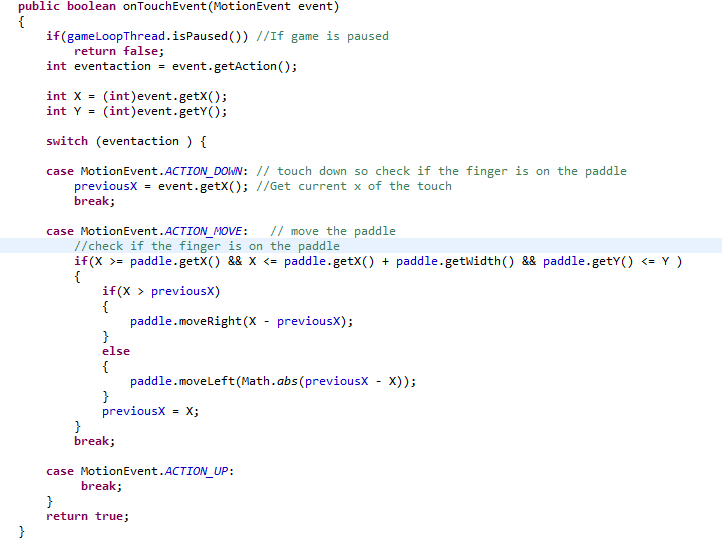 public boolean onTouchEvent(MotionEvent event)
{
    if(gameLoopThread.isPaused()) //If game is paused
        return false;
    int eventaction = event.getAction();

    int X = (int)event.getX();
    int Y = (int)event.getY();

    switch (eventaction ) {

    case MotionEvent.ACTION_DOWN: // touch down so check if the finger is on the paddle
        previousX = event.getX(); //Get current x of the touch
        break;

    case MotionEvent.ACTION_MOVE:   // move the paddle
        //check if the finger is on the paddle
        if(X >= paddle.getX() && X <= paddle.getX() + paddle.getWidth() && paddle.getY() <= Y )
        {
            if(X > previousX)
            {
                paddle.moveRight(X - previousX);
            }
            else
            {
                paddle.moveLeft(Math.abs(previousX - X));
            }
            previousX = X;
        }
        break;

    case MotionEvent.ACTION_UP:
         break;
    }
    return true;
}